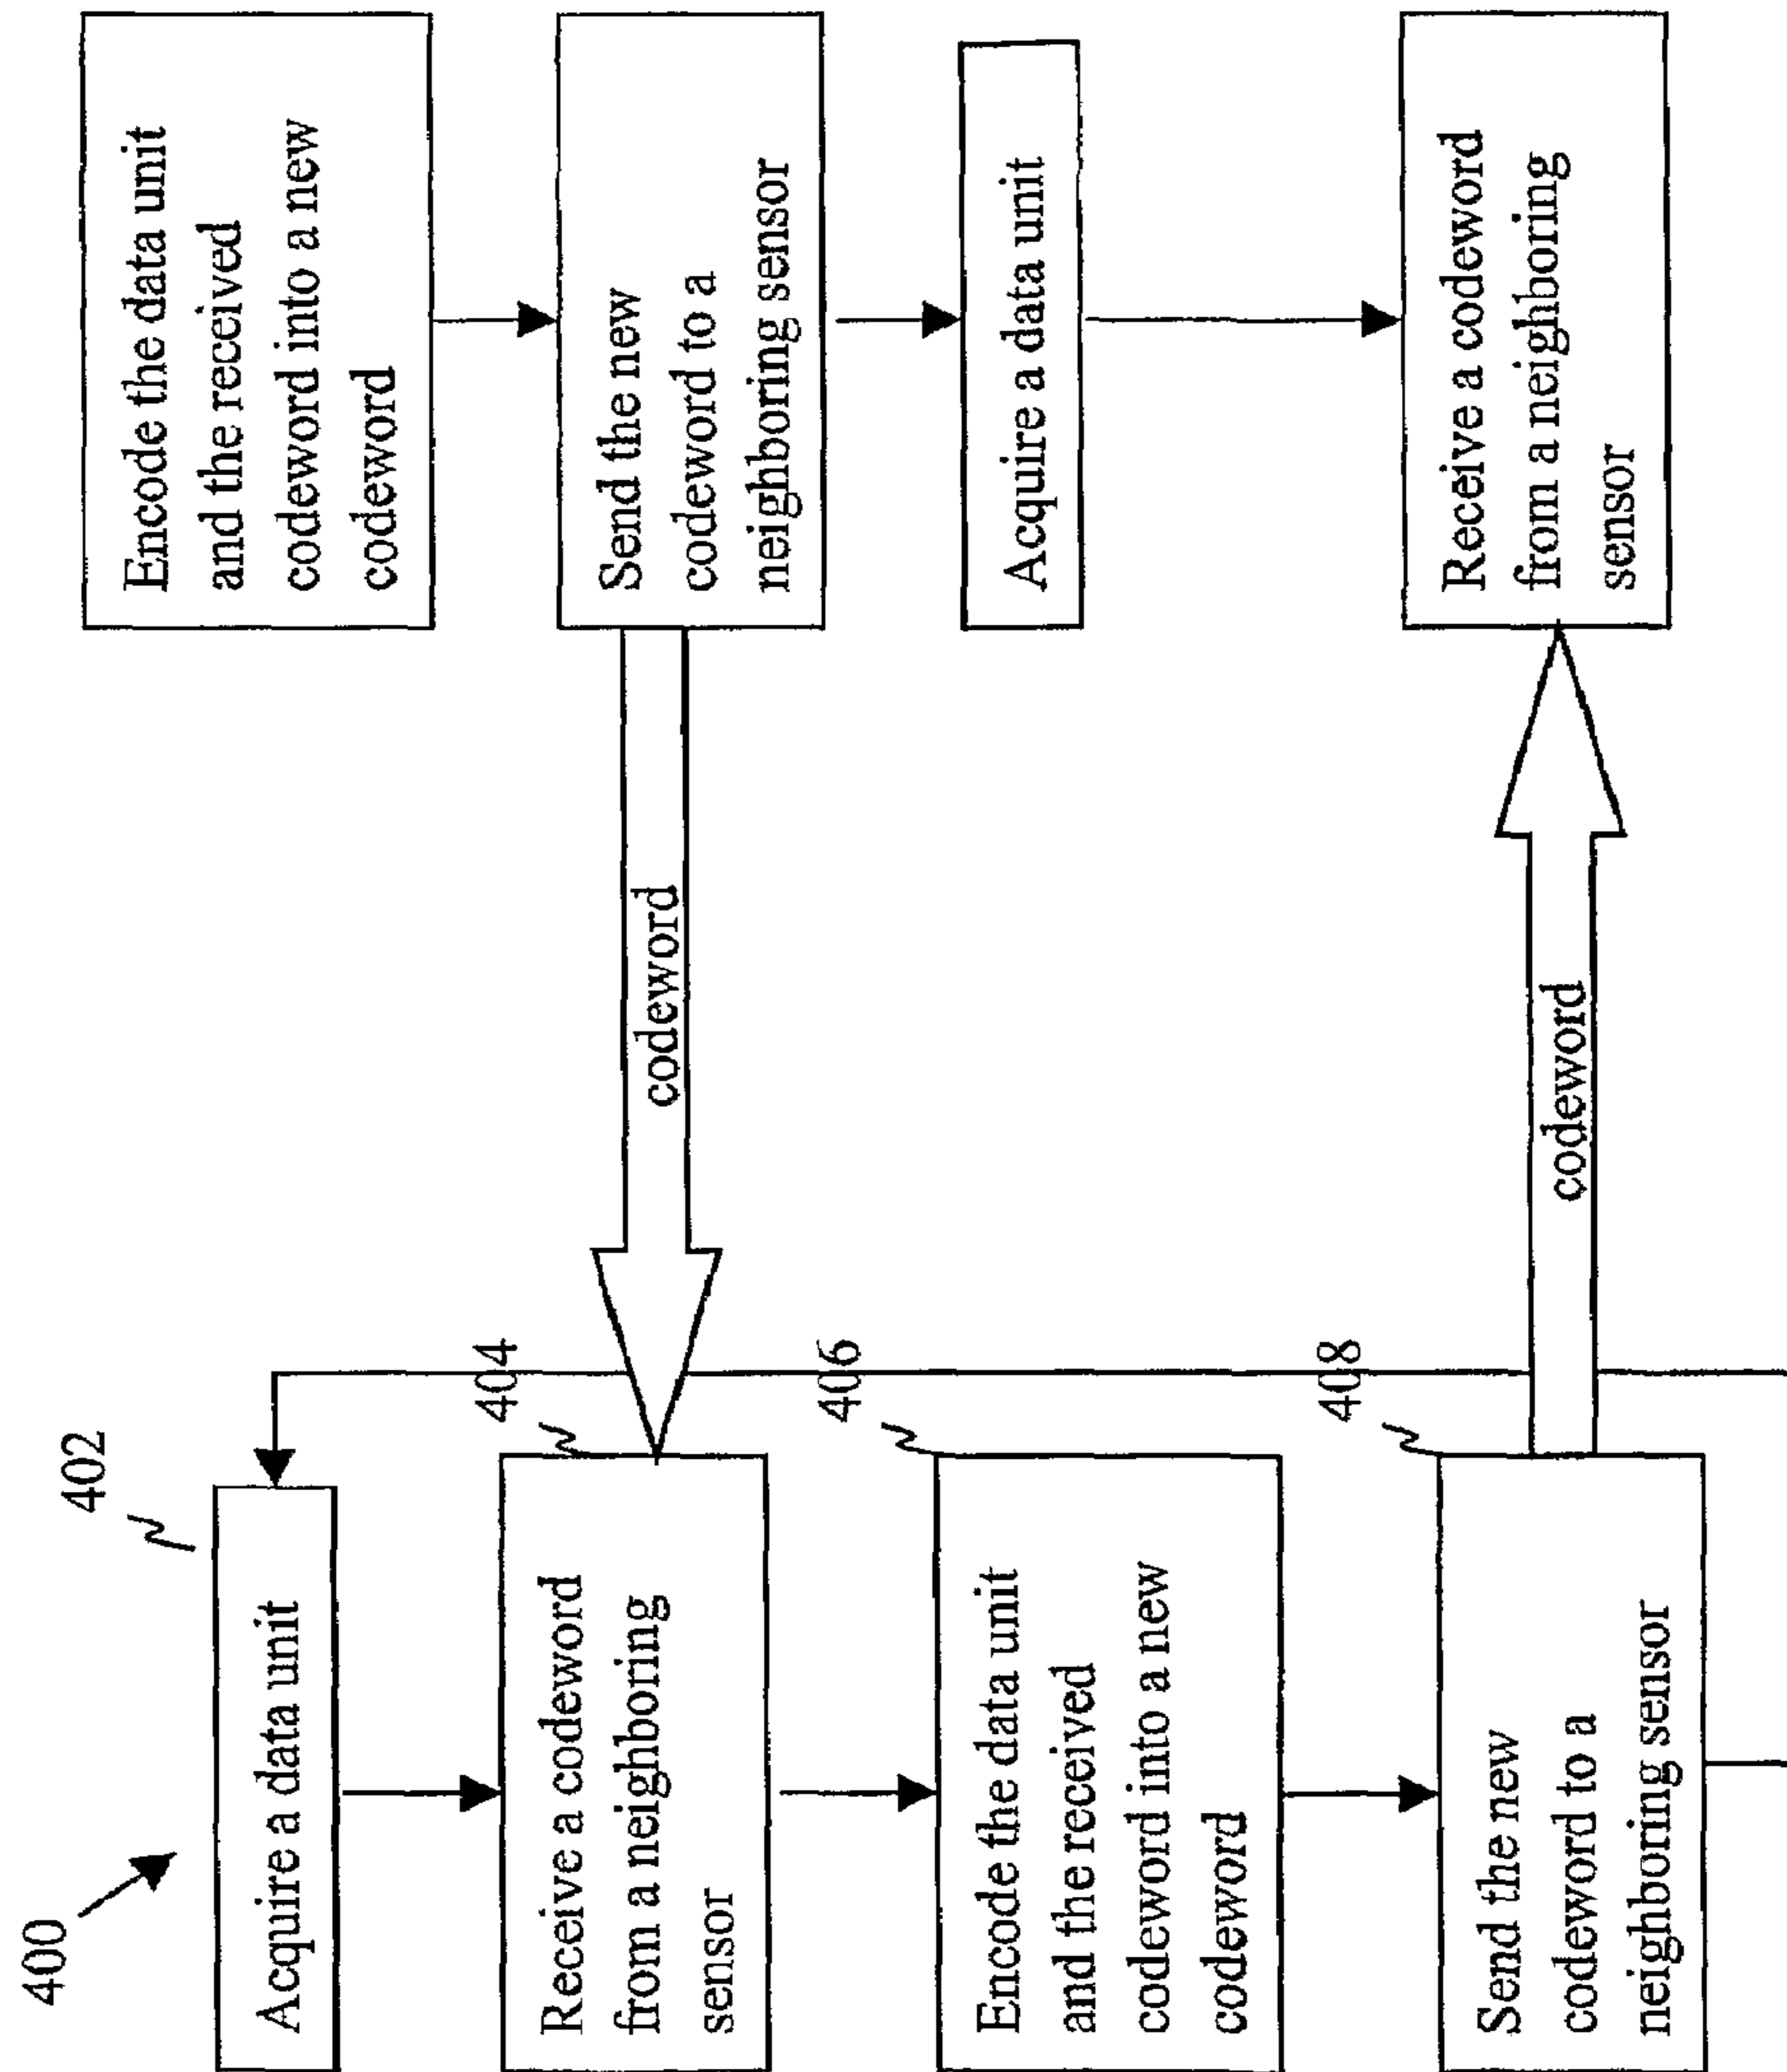 400
402
Acquire a data unit
404
Receive a codeword
from a neighboring
sensor
406
Encode the data unit
and the received
codeword into a new
codeword
408
Send the new
codeword to a
neighboring sensor
codeword
codeword
Encode the data unit
and the received
codeword into a new
codeword
Send the new
codeword to a
neighboring sensor
Acquire a data unit
Receive a codeword
from a neighboring
sensor